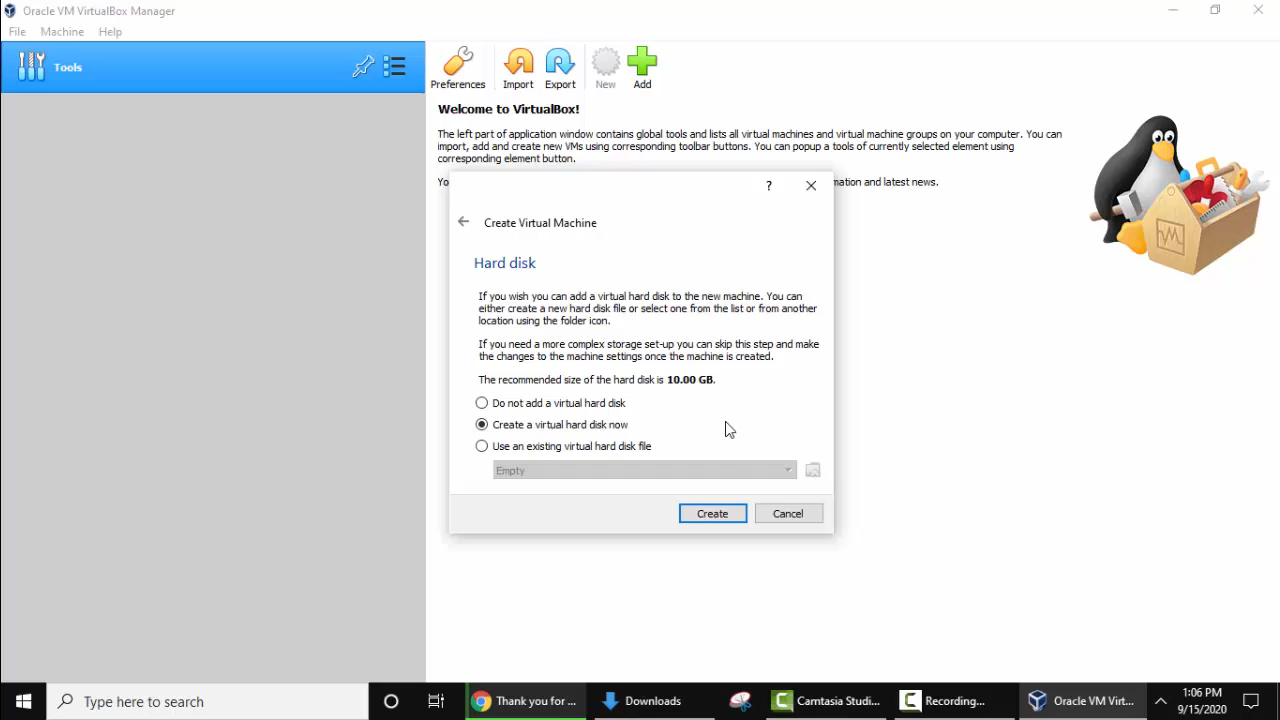 Oracle VM VirtualBox Manager
File Machine Help
Tools
Preferences Import Export New Add
Welcome to VirtualBox!
The left part of application window contains global tools and lists all virtual machines and virtual machine groups on your computer. You can
import, add and create new VMs using corresponding toolbar buttons. You can popup a tools of currently selected element using
corresponding element button.
and latest news.
?
Create Virtual Machine
Hard disk
If you wish you can add a virtual hard disk to the new machine. You can
either create a new hard disk file or select one from the list or from another
location using the folder icon.
If you need a more complex storage set-up you can skip this step and make
the changes to the machine settings once the machine is created.
The recommended size of the hard disk is 10.00 GB.
Do not add a virtual hard disk
Create a virtual hard disk now
Use an existing virtual hard disk file
Empty
Create Cancel
Type here to search
Thank you for ...
Downloads
Camtasia Studi...
Recording...
Oracle VM Virt...
1:06 PM
9/15/2020